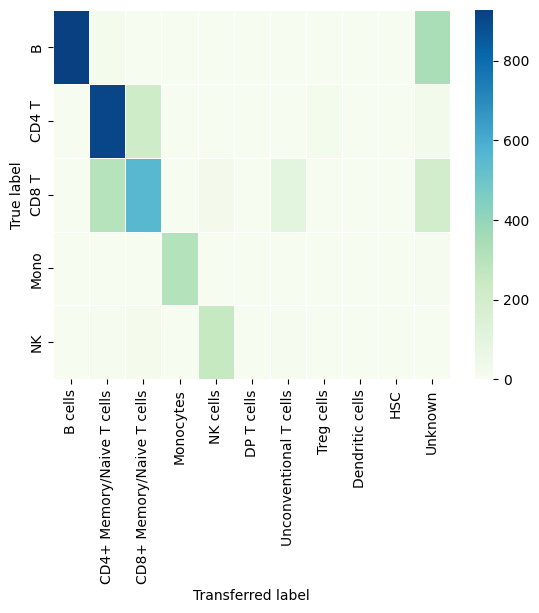 True label
B
CD4 T
CD8 T
Mono
NK
B cells
CD4+ Memory/Naive T cells
CD8+ Memory/Naive T cells
Monocytes
NK cells
DP T cells
Unconventional T cells
Treg cells
Dendritic cells
HSC
Unknown
Transferred label
800
600
400
200
0